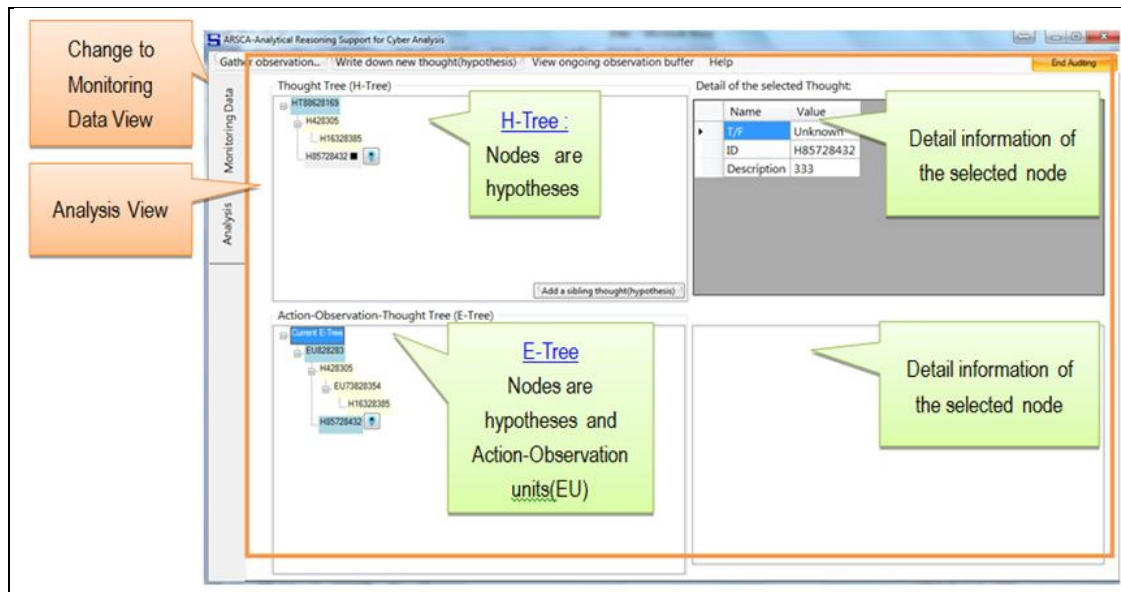 Change to
Monitoring
Data View
Analysis View
ARSCA-Analytical Reasoning Support for Cyber Analysis
Gather observation... Write down new thought(hypothesis) View ongoing observation buffer Help End Auditing
Monitoring Data
Analysis
Thought Tree (H-Tree)
HT88628169
H428305
H16328385
H85728432
H-Tree :
Nodes are
hypotheses
Add a sibling thought(hypothesis)
Detail of the selected Thought:
Name Value
T/F Unknown
ID H85728432
Description 333
Detail information of
the selected node
Action-Observation-Thought Tree (E-Tree)
Current E-Tree
EU828283
H428305
EU73828354
H16328385
H85728432
E-Tree
Nodes are
hypotheses and
Action-Observation
units(EU)
Detail information of
the selected node